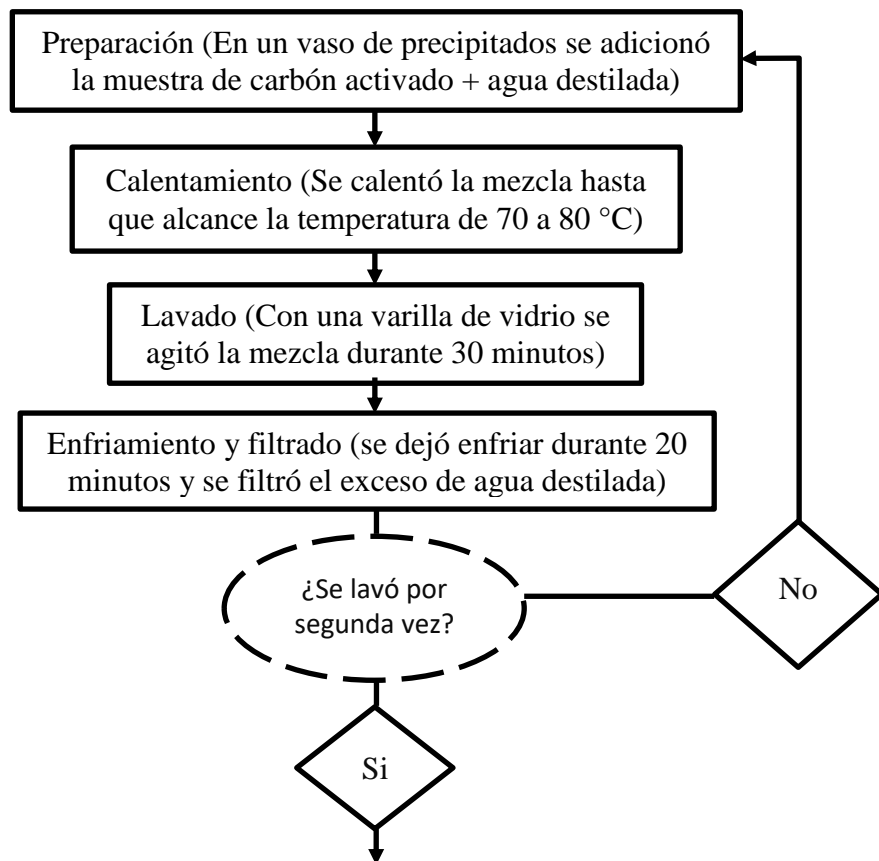 Preparación (En un vaso de precipitados se adicionó
la muestra de carbón activado + agua destilada)
Calentamiento (Se calentó la mezcla hasta
que alcance la temperatura de 70 a 80 °C)
Lavado (Con una varilla de vidrio se
agitó la mezcla durante 30 minutos)
Enfriamiento y filtrado (se dejó enfriar durante 20
minutos y se filtró el exceso de agua destilada)
¿Se lavó por
segunda vez?
No
Si